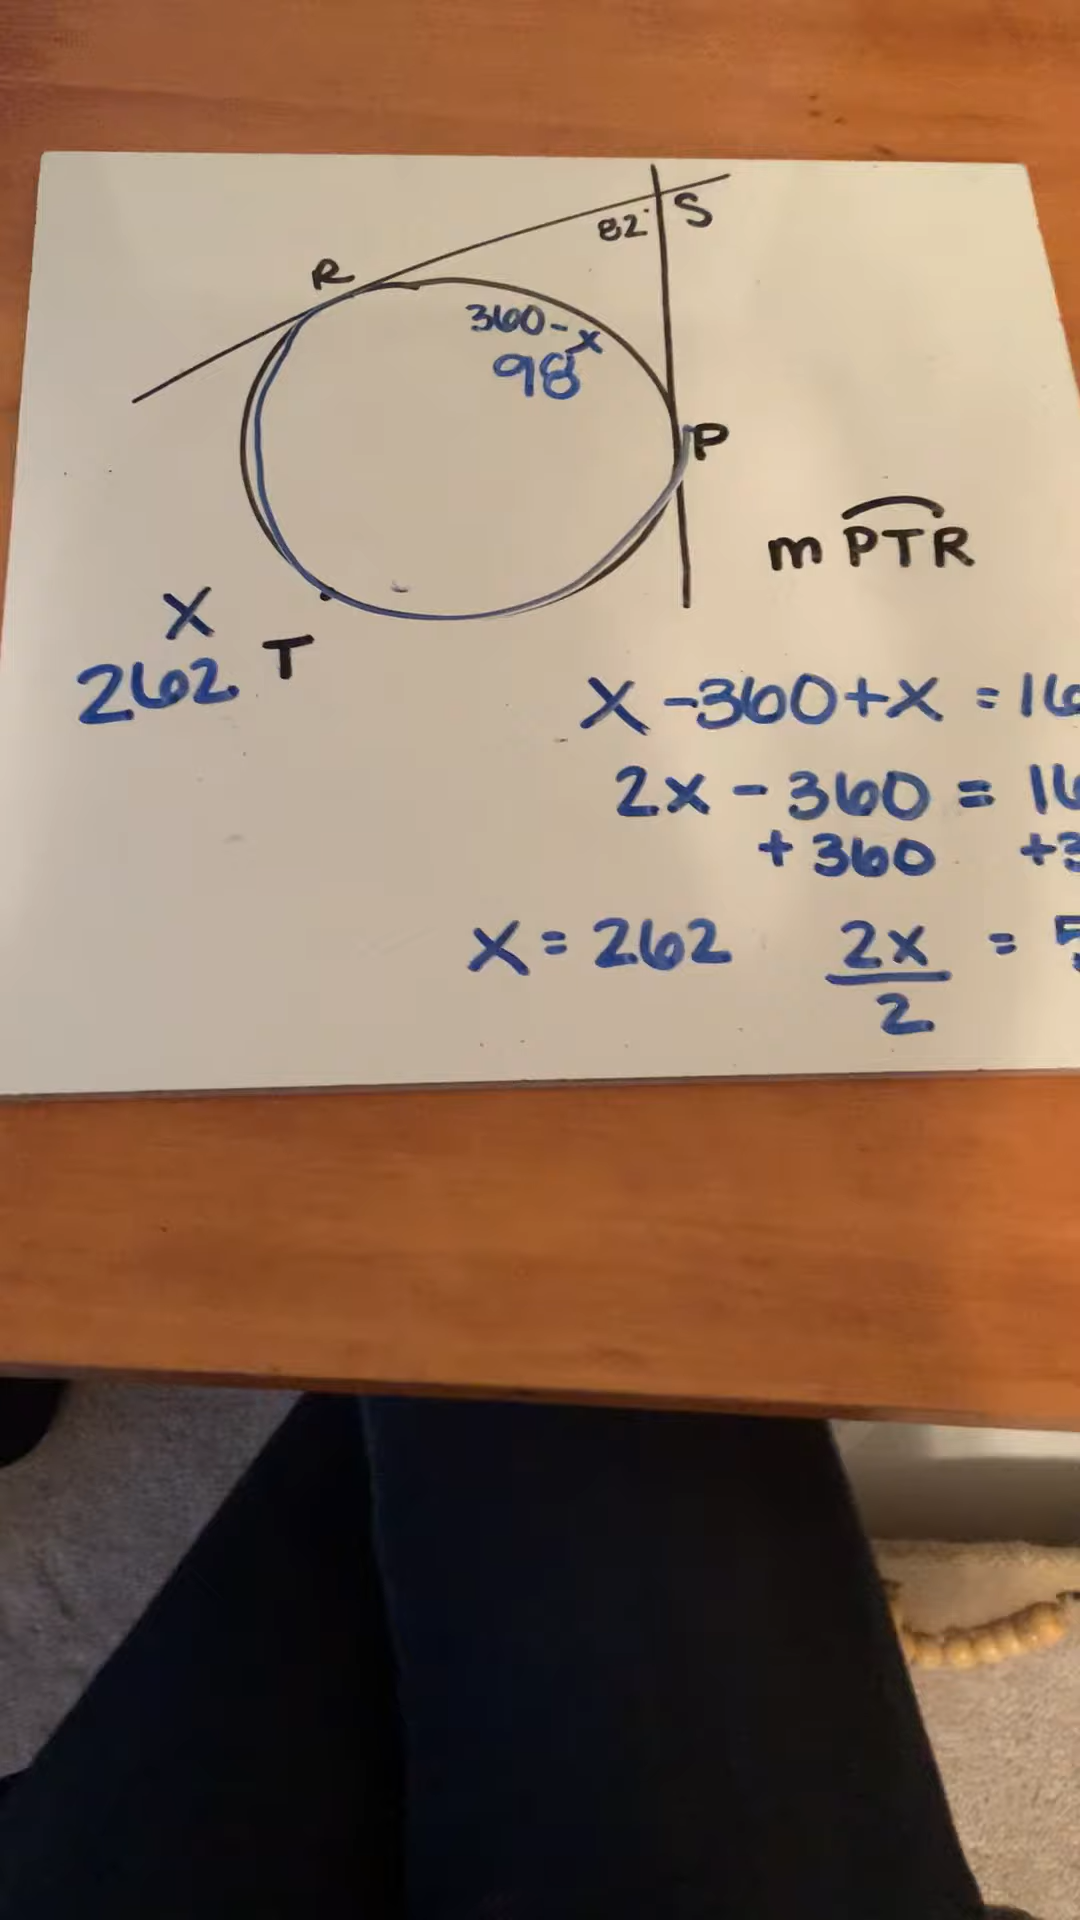 S
82°
R
360-x
98
P
m PTR
x
262
T
x -360+x = 16
2x - 360 = 16
+ 360 +3
x = 262
2x = 5
2